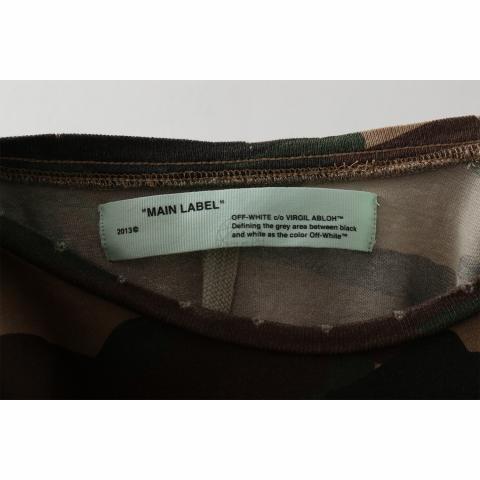 "MAIN LABEL"
2013©
OFF-WHITE c/o VIRGIL ABLOH™
Defining the grey area between black
and white as the color Off-White™